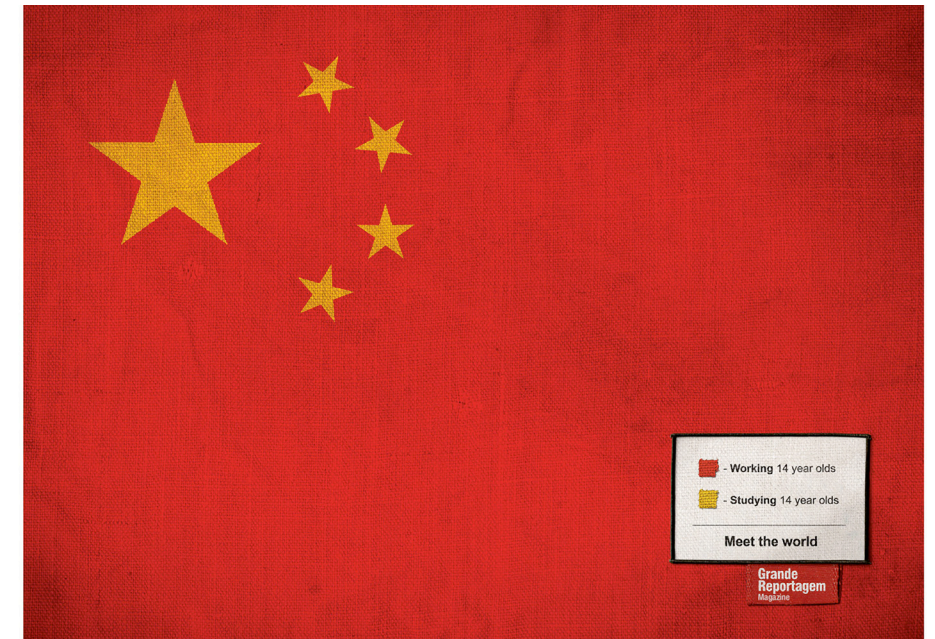 - Working 14 year olds
- Studying 14 year olds
Meet the world
Grande
Reportagem
Magazine